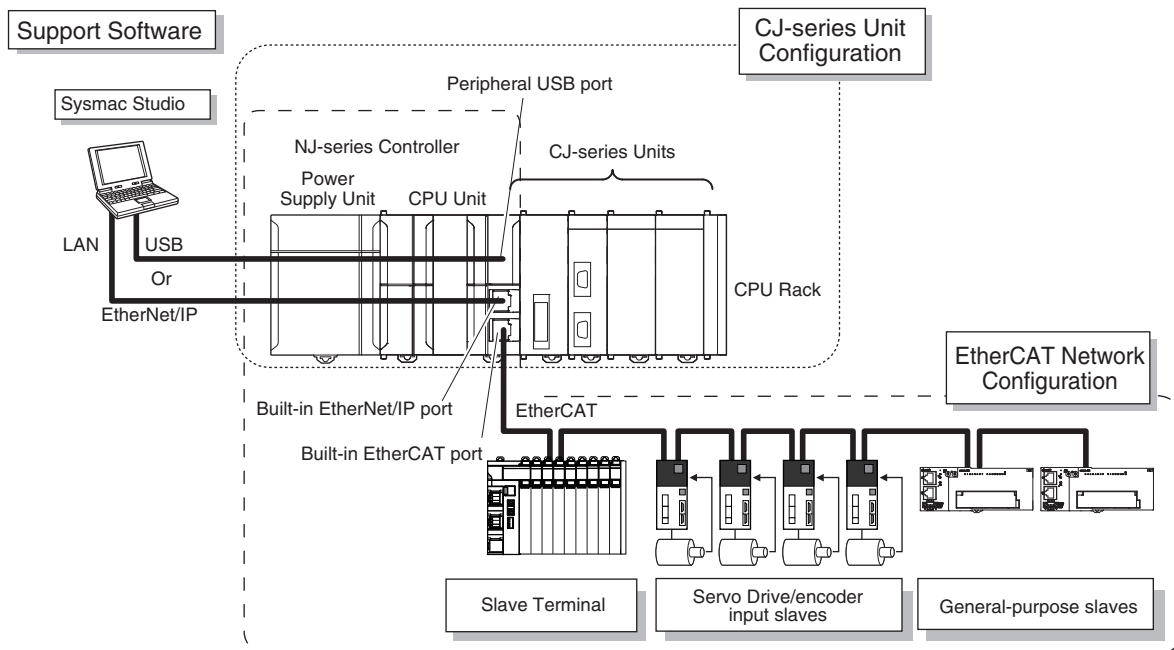 Support Software
CJ-series Unit
Configuration
Peripheral USB port
Sysmac Studio
NJ-series Controller
CJ-series Units
Power
Supply Unit
CPU Unit
LAN
USB
Or
EtherNet/IP
CPU Rack
EtherCAT Network
Configuration
Built-in EtherNet/IP port
EtherCAT
Built-in EtherCAT port
Slave Terminal
Servo Drive/encoder
input slaves
General-purpose slaves